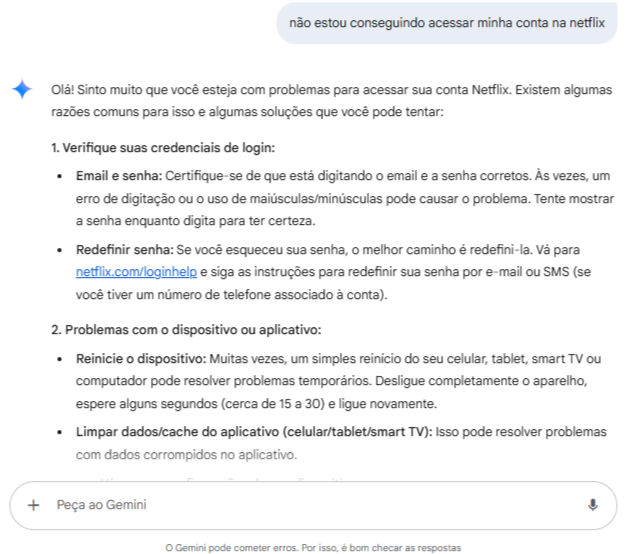 não estou conseguindo acessar minha conta na netflix
Olá! Sinto muito que você esteja com problemas para acessar sua conta Netflix. Existem algumas
razões comuns para isso e algumas soluções que você pode tentar:
1. Verifique suas credenciais de login:
• Email e senha: Certifique-se de que está digitando o email e a senha corretos. Às vezes, um
erro de digitação ou o uso de maiúsculas/minúsculas pode causar o problema. Tente mostrar
a senha enquanto digita para ter certeza.
• Redefinir senha: Se você esqueceu sua senha, o melhor caminho é redefini-la. Vá para
netflix.com/loginhelp e siga as instruções para redefinir sua senha por e-mail ou SMS (se
você tiver um número de telefone associado à conta).
2. Problemas com o dispositivo ou aplicativo:
• Reinicie o dispositivo: Muitas vezes, um simples reinício do seu celular, tablet, smart TV ou
computador pode resolver problemas temporários. Desligue completamente o aparelho,
espere alguns segundos (cerca de 15 a 30) e ligue novamente.
• Limpar dados/cache do aplicativo (celular/tablet/smart TV): Isso pode resolver problemas
com dados corrompidos no aplicativo.
Peça ao Gemini
O Gemini pode cometer erros. Por isso, é bom checar as respostas